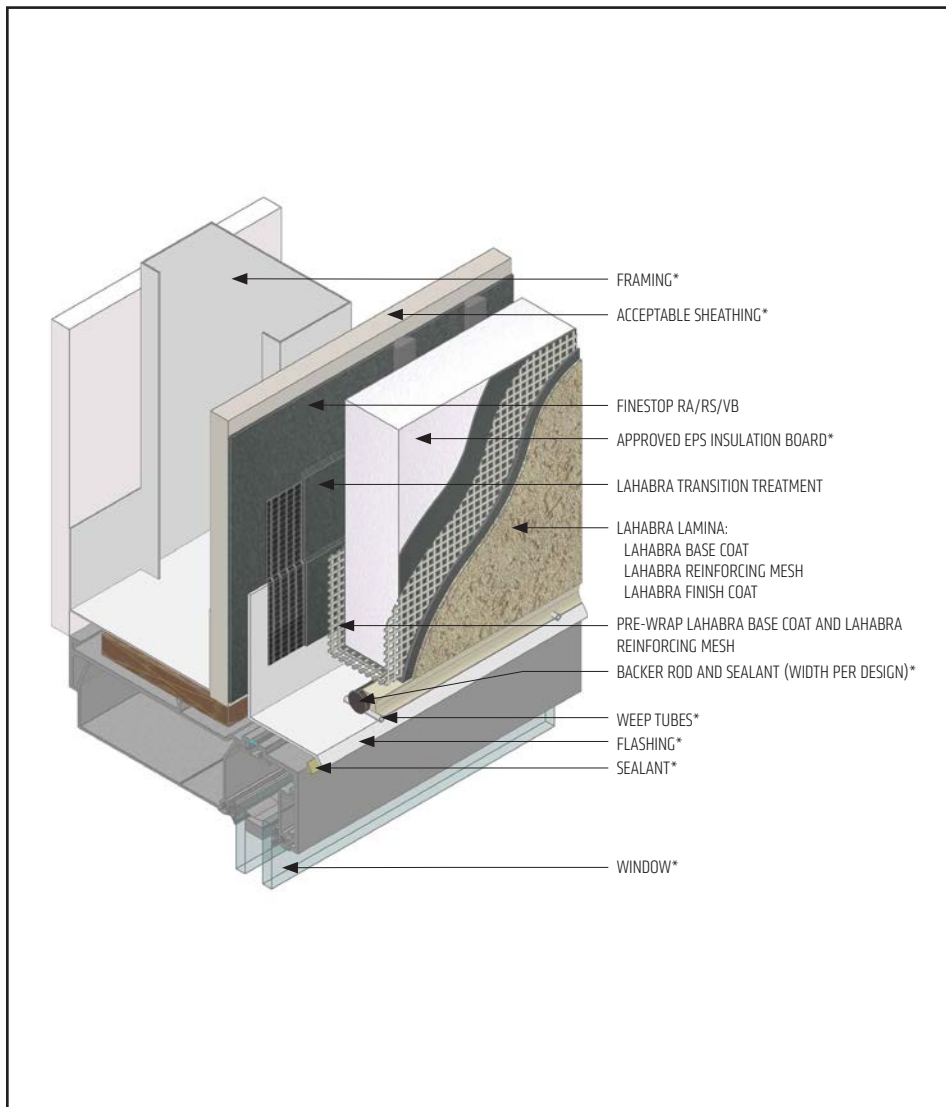 FRAMING*
ACCEPTABLE SHEATHING*
FINESTOP RA/RS/VB
APPROVED EPS INSULATION BOARD*
LAHABRA TRANSITION TREATMENT
LAHABRA LAMINA:
LAHABRA BASE COAT
LAHABRA REINFORCING MESH
LAHABRA FINISH COAT
PRE-WRAP LAHABRA BASE COAT AND LAHABRA
REINFORCING MESH
BACKER ROD AND SEALANT (WIDTH PER DESIGN)*
WEEP TUBES*
FLASHING*
SEALANT*
WINDOW*